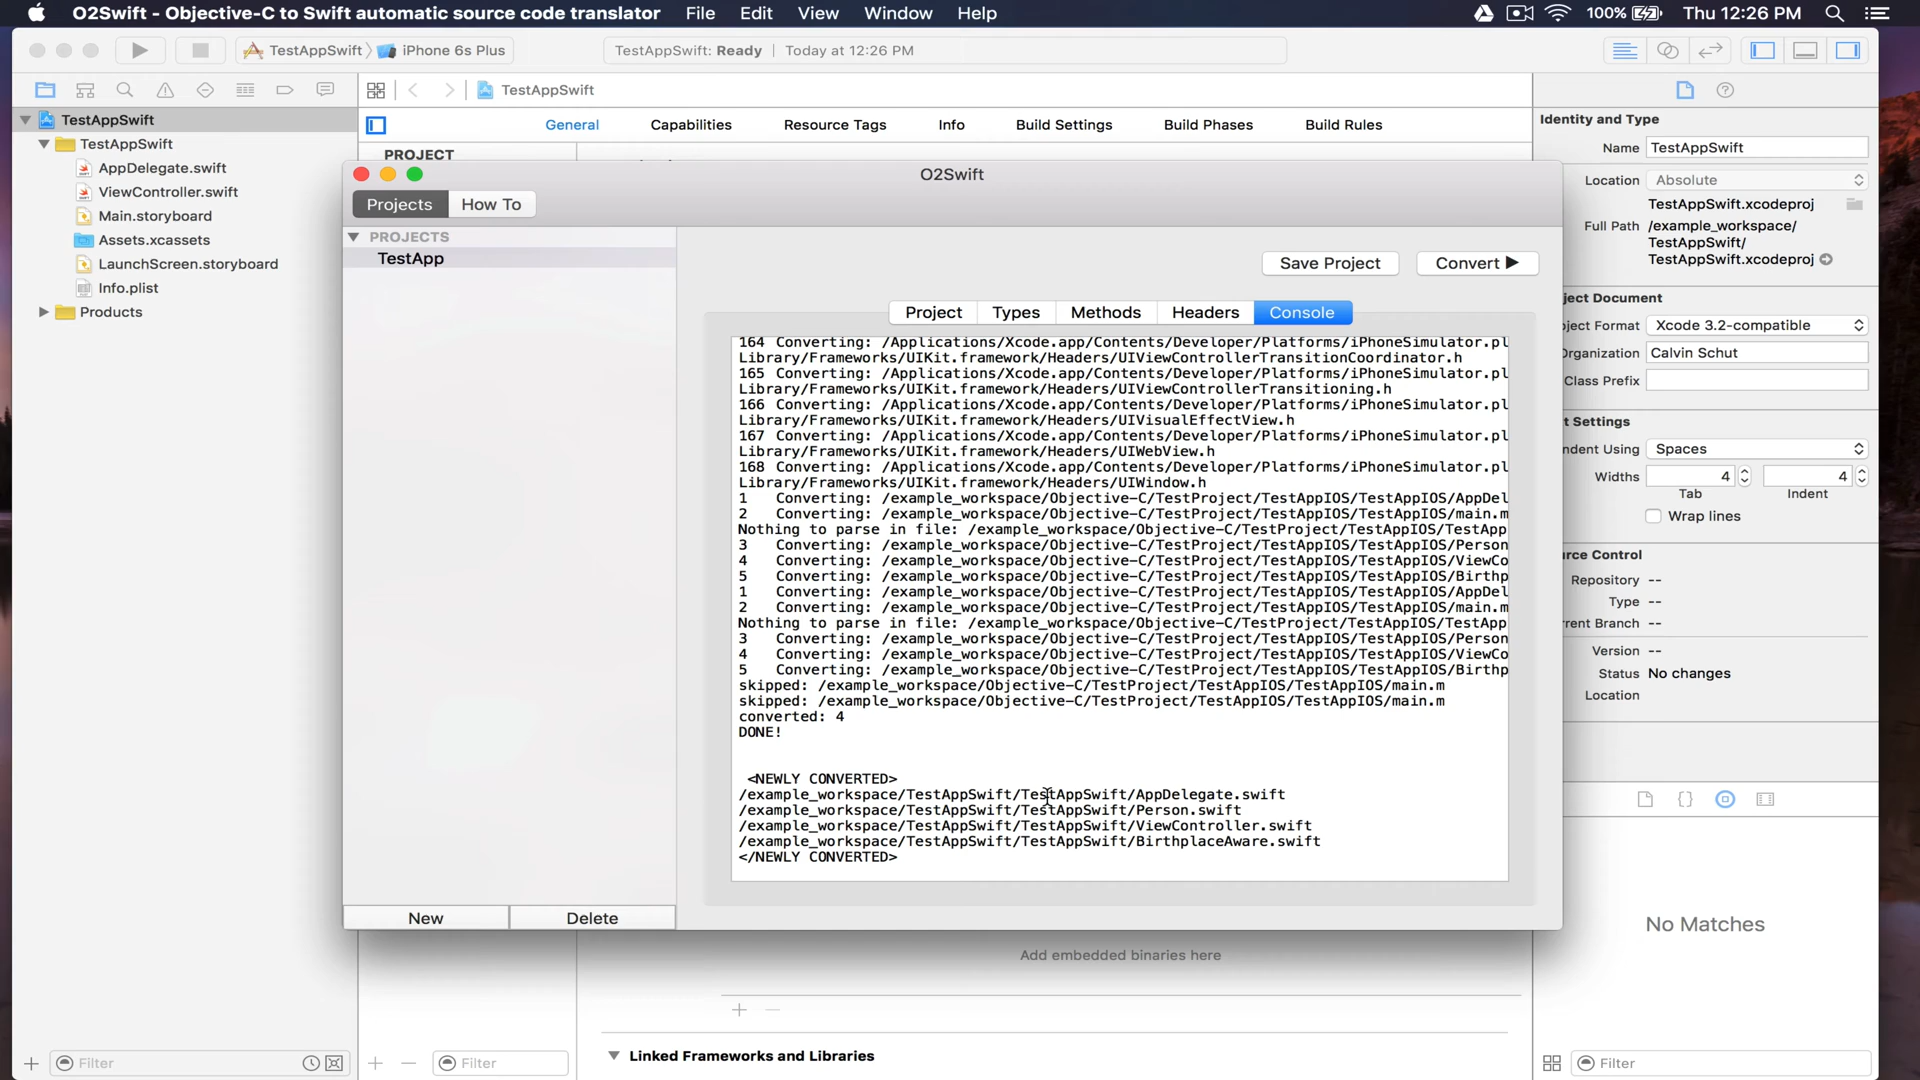 O2Swift - Objective-C to Swift automatic source code translator File Edit View Window Help 100% Thu 12:26 PM
TestAppSwift iPhone 6s Plus TestAppSwift: Ready | Today at 12:26 PM
TestAppSwift
General Capabilities Resource Tags Info Build Settings Build Phases Build Rules
PROJECT
TestAppSwift
TestAppSwift
AppDelegate.swift
ViewController.swift
Main.storyboard
Assets.xcassets
LaunchScreen.storyboard
Info.plist
Products
Filter
O2Swift
Projects How To
PROJECTS
TestApp
New Delete
Save Project Convert ▶
Project Types Methods Headers Console
164 Converting: /Applications/Xcode.app/Contents/Developer/Platforms/iPhoneSimulator.pl
Library/Frameworks/UIKit.framework/Headers/UIViewControllerTransitionCoordinator.h
165 Converting: /Applications/Xcode.app/Contents/Developer/Platforms/iPhoneSimulator.pl
Library/Frameworks/UIKit.framework/Headers/UIViewControllerTransitioning.h
166 Converting: /Applications/Xcode.app/Contents/Developer/Platforms/iPhoneSimulator.pl
Library/Frameworks/UIKit.framework/Headers/UIVisualEffectView.h
167 Converting: /Applications/Xcode.app/Contents/Developer/Platforms/iPhoneSimulator.pl
Library/Frameworks/UIKit.framework/Headers/UIWebView.h
168 Converting: /Applications/Xcode.app/Contents/Developer/Platforms/iPhoneSimulator.pl
Library/Frameworks/UIKit.framework/Headers/UIWindow.h
1 Converting: /example_workspace/Objective-C/TestProject/TestAppIOS/TestAppIOS/AppDel
2 Converting: /example_workspace/Objective-C/TestProject/TestAppIOS/TestAppIOS/main.m
Nothing to parse in file: /example_workspace/Objective-C/TestProject/TestAppIOS/TestApp
3 Converting: /example_workspace/Objective-C/TestProject/TestAppIOS/TestAppIOS/Person
4 Converting: /example_workspace/Objective-C/TestProject/TestAppIOS/TestAppIOS/ViewCo
5 Converting: /example_workspace/Objective-C/TestProject/TestAppIOS/TestAppIOS/Birthp
1 Converting: /example_workspace/Objective-C/TestProject/TestAppIOS/TestAppIOS/AppDel
2 Converting: /example_workspace/Objective-C/TestProject/TestAppIOS/TestAppIOS/main.m
Nothing to parse in file: /example_workspace/Objective-C/TestProject/TestAppIOS/TestApp
3 Converting: /example_workspace/Objective-C/TestProject/TestAppIOS/TestAppIOS/Person
4 Converting: /example_workspace/Objective-C/TestProject/TestAppIOS/TestAppIOS/ViewCo
5 Converting: /example_workspace/Objective-C/TestProject/TestAppIOS/TestAppIOS/Birthp
skipped: /example_workspace/Objective-C/TestProject/TestAppIOS/TestAppIOS/main.m
skipped: /example_workspace/Objective-C/TestProject/TestAppIOS/TestAppIOS/main.m
converted: 4
DONE!
<NEWLY CONVERTED>
/example_workspace/TestAppSwift/TestAppSwift/AppDelegate.swift
/example_workspace/TestAppSwift/TestAppSwift/Person.swift
/example_workspace/TestAppSwift/TestAppSwift/ViewController.swift
/example_workspace/TestAppSwift/TestAppSwift/BirthplaceAware.swift
</NEWLY CONVERTED>
Add embedded binaries here
Linked Frameworks and Libraries
Filter
Identity and Type
Name TestAppSwift
Location Absolute
TestAppSwift.xcodeproj
Full Path /example_workspace/
TestAppSwift/
TestAppSwift.xcodeproj
ject Document
oject Format Xcode 3.2-compatible
Organization Calvin Schut
Class Prefix
t Settings
ndent Using Spaces
Widths 4 4
Tab Indent
Wrap lines
urce Control
Repository --
Type --
rrent Branch --
Version --
Status No changes
Location
No Matches
Filter